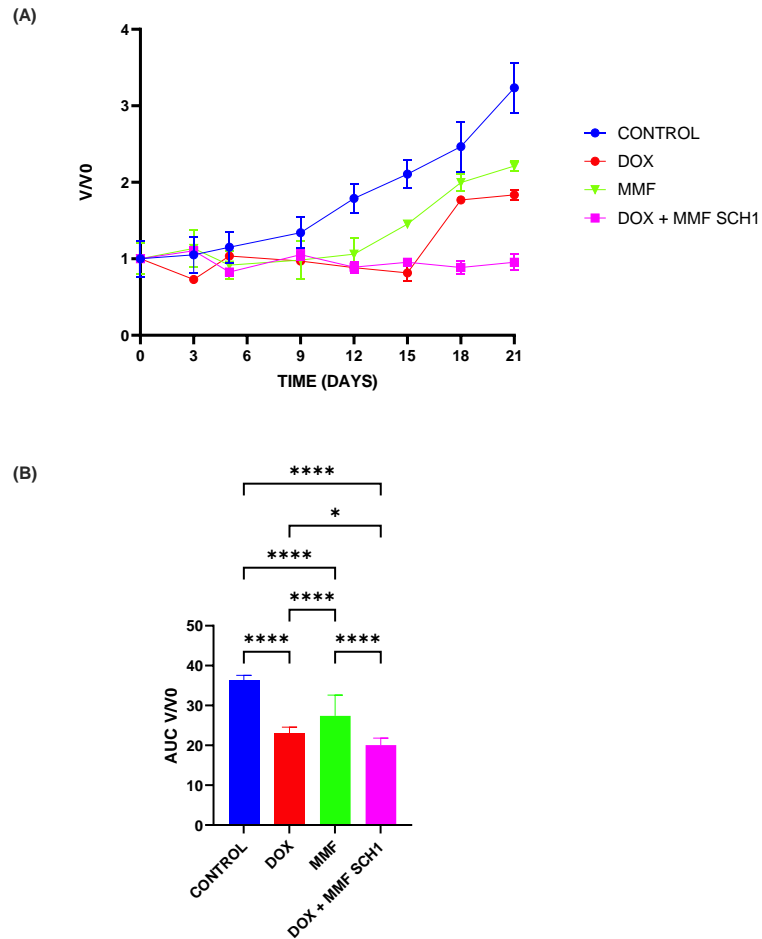 (A)
4
3
2
1
0
V/V0
0 3 6 9 12 15 18 21
TIME (DAYS)
CONTROL
DOX
MMF
DOX + MMF SCH1
(B)
****
*
****
****
**** ****
50
40
30
20
10
0
AUC V/V0
CONTROL
DOX
MMF
DOX + MMF SCH1